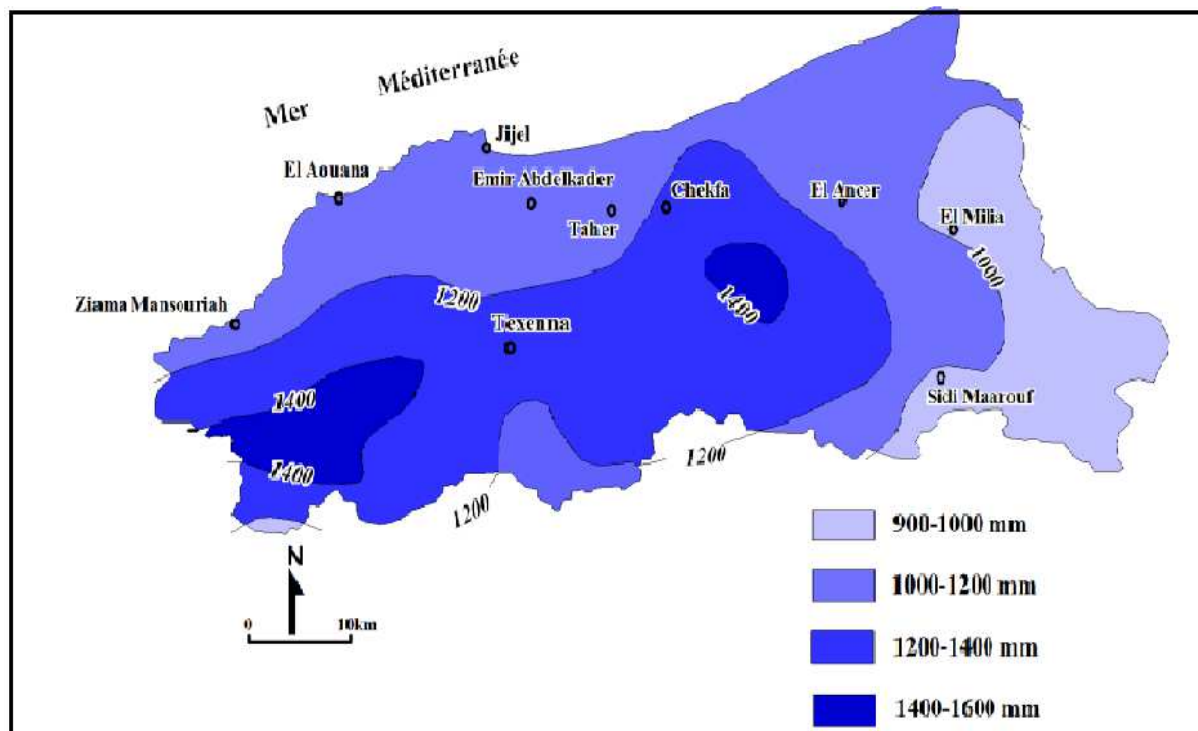 Mer Méditerranée
Jijel
El Aouana
Emir Abdelkader
Chekfa
El Ancer
Taher
El Milia
1000
Ziama Mansouriah
1200
1400
Texenna
1400
Sidi Maarouf
1400
1200
1200
900-1000 mm
N
1000-1200 mm
0 10km
1200-1400 mm
1400-1600 mm